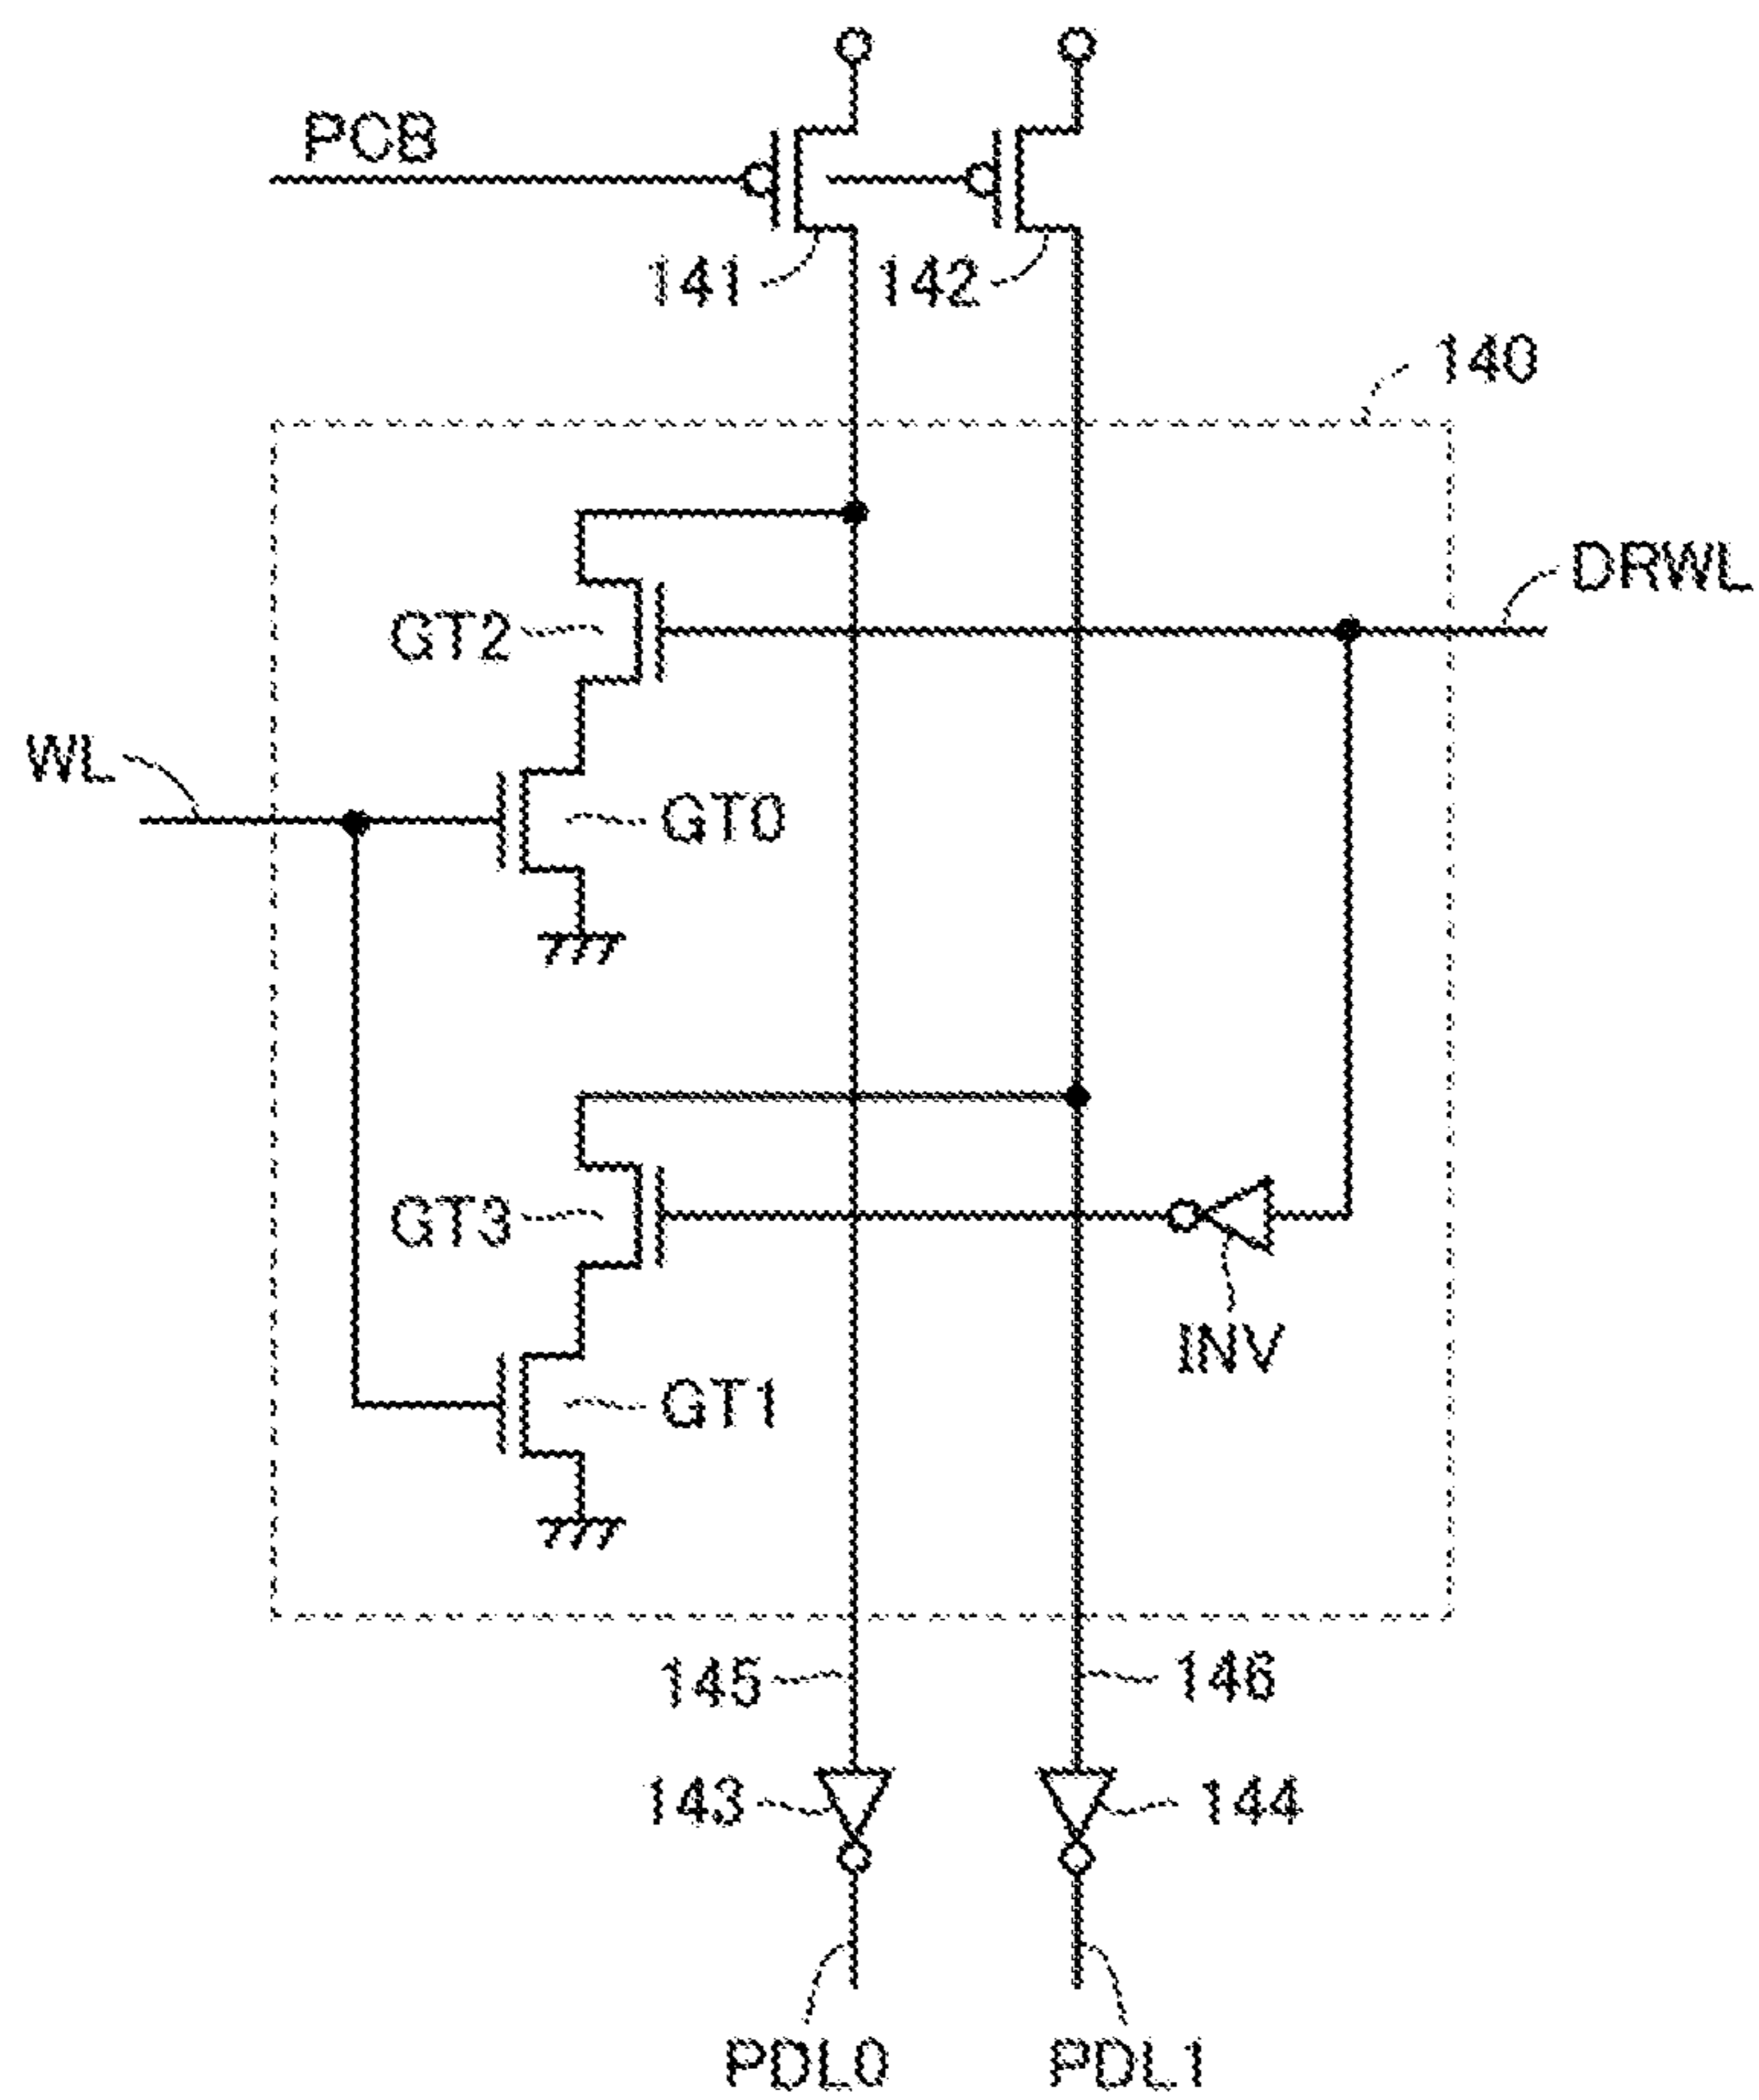 PCB
141
142
140
DRWL
GT2
WL
GT0
GT3
INV
GT1
145
146
143
144
PDL0
PDL1